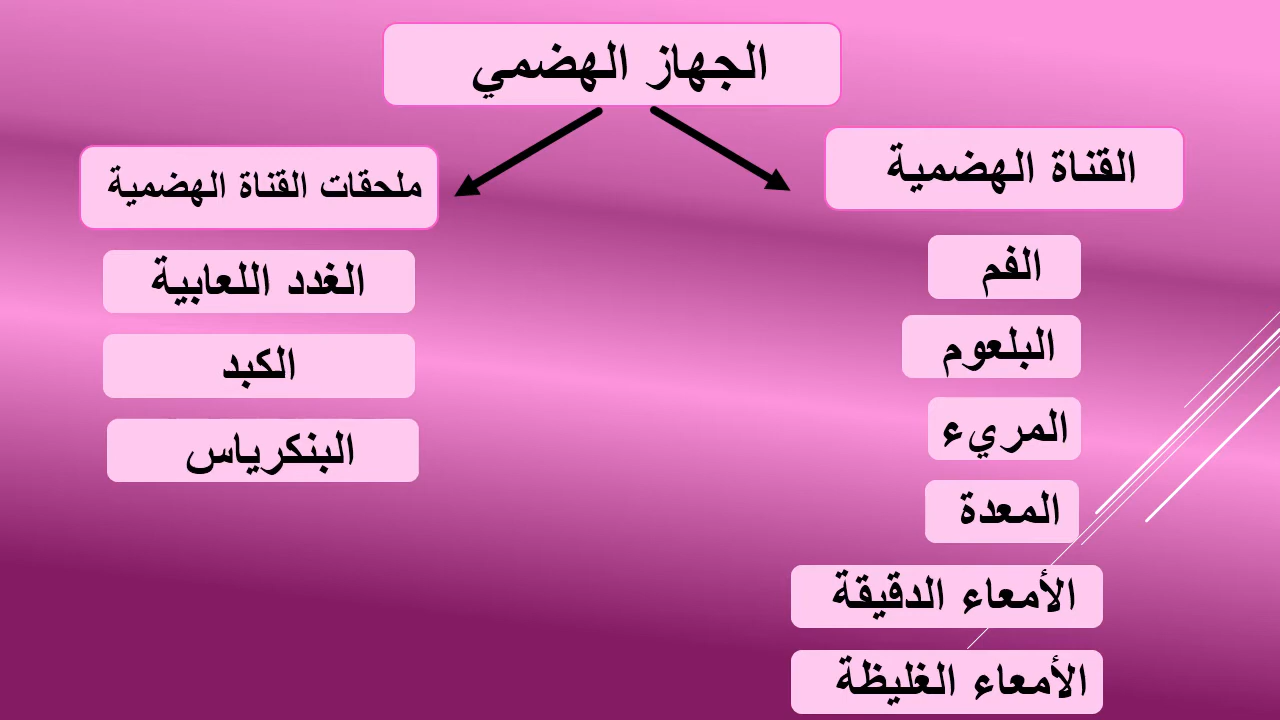 الجهاز الهضمي
القناة الهضمية
الفم
البلعوم
المريء
المعدة
الأمعاء الدقيقة
الأمعاء الغليظة
ملحقات القناة الهضمية
الغدد اللعابية
الكبد
البنكرياس